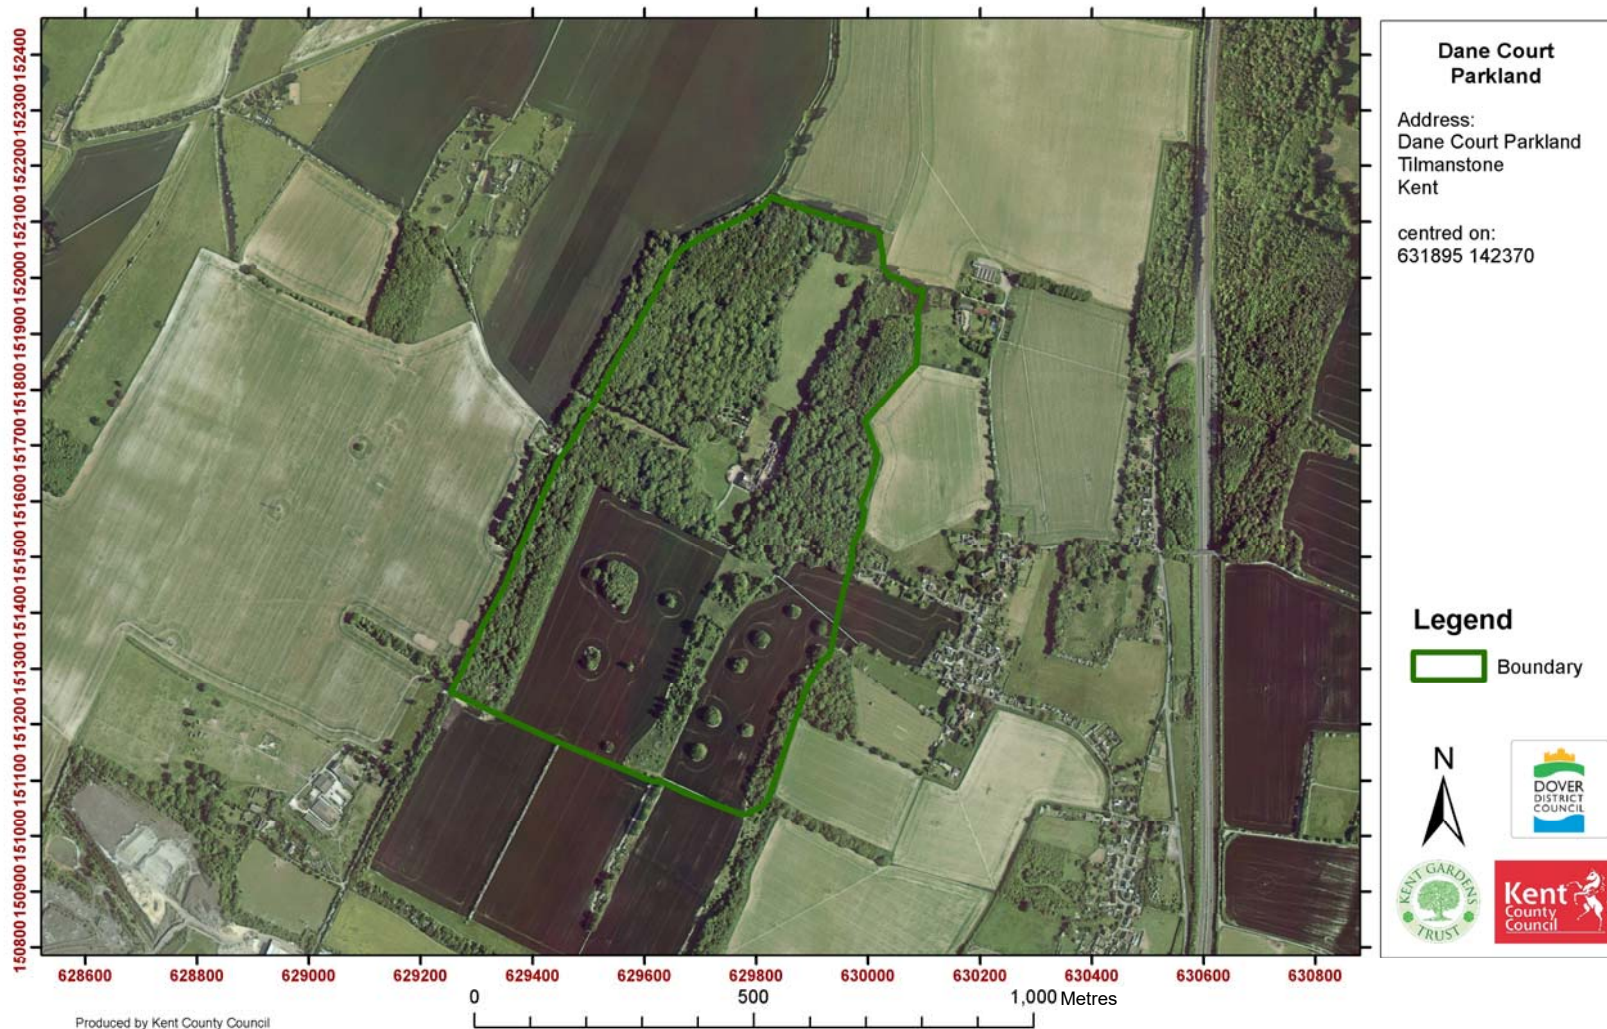 152400
152300
152200
152100
152000
151900
151800
151700
151600
151500
151400
151300
151200
151100
151000
150900
150800
628600 628800 629000 629200 629400 629600 629800 630000 630200 630400 630600 630800
0 500 1,000 Metres
Produced by Kent County Council
Dane Court
Parkland
Address:
Dane Court Parkland
Tilmanstone
Kent
centred on:
631895 142370
Legend
Boundary
N
DOVER
DISTRICT
COUNCIL
KENT GARDENS
TRUST
Kent
County
Council